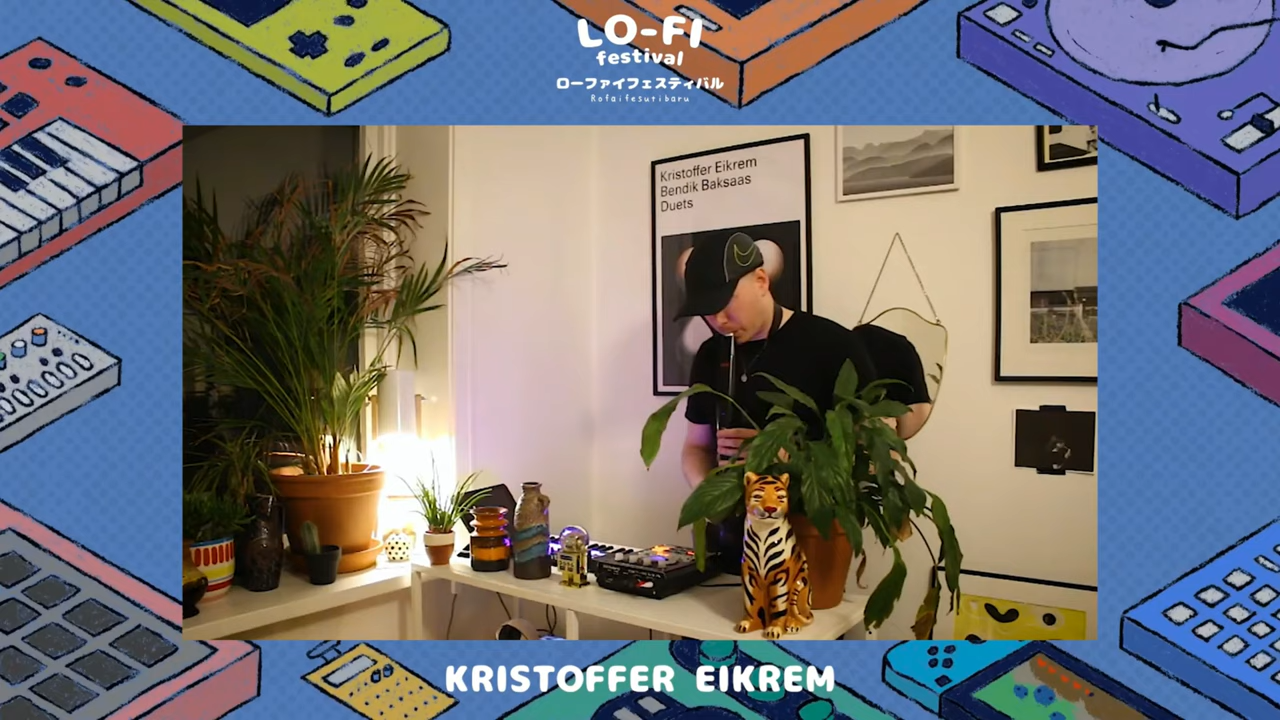 LO-FI
festival
ローファイフェスティバル
Rofaifesutibaru
Kristoffer Eikrem
Bendik Baksaas
Duets
KRISTOFFER EIKREM